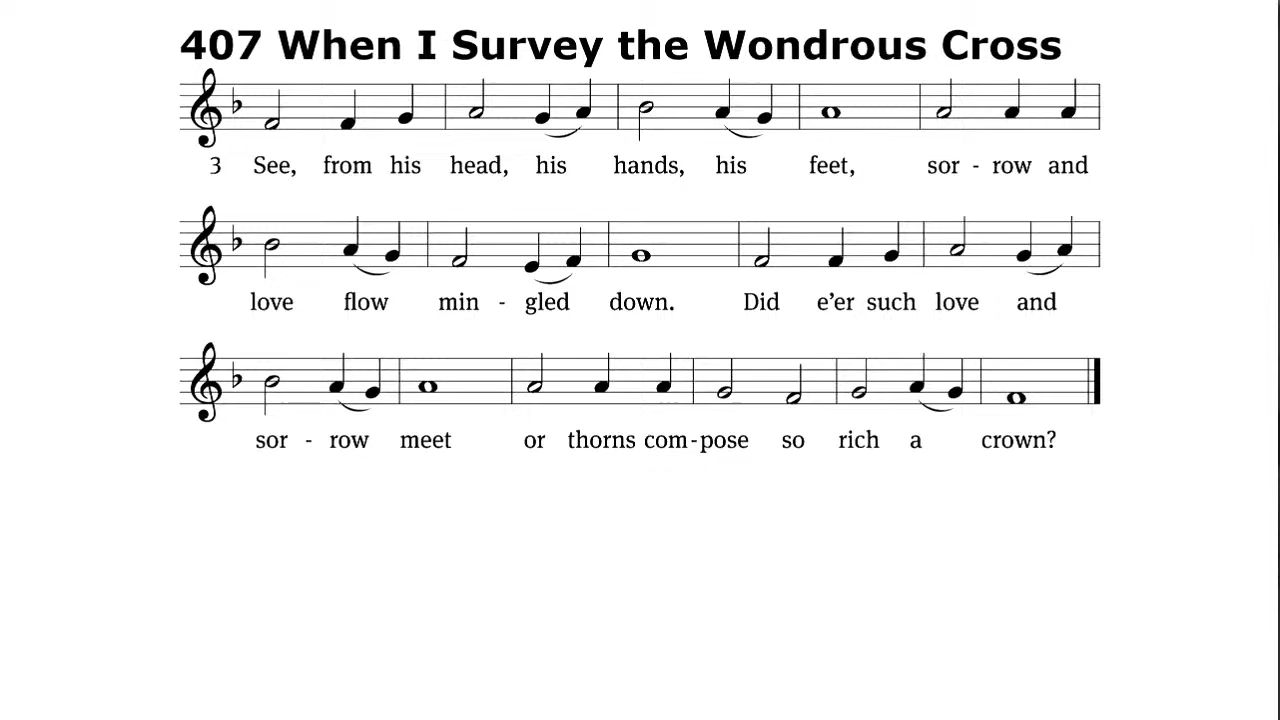 407 When I Survey the Wondrous Cross
3 See, from his head, his hands, his feet, sor - row and
love flow min - gled down. Did e’er such love and
sor - row meet or thorns com - pose so rich a crown?